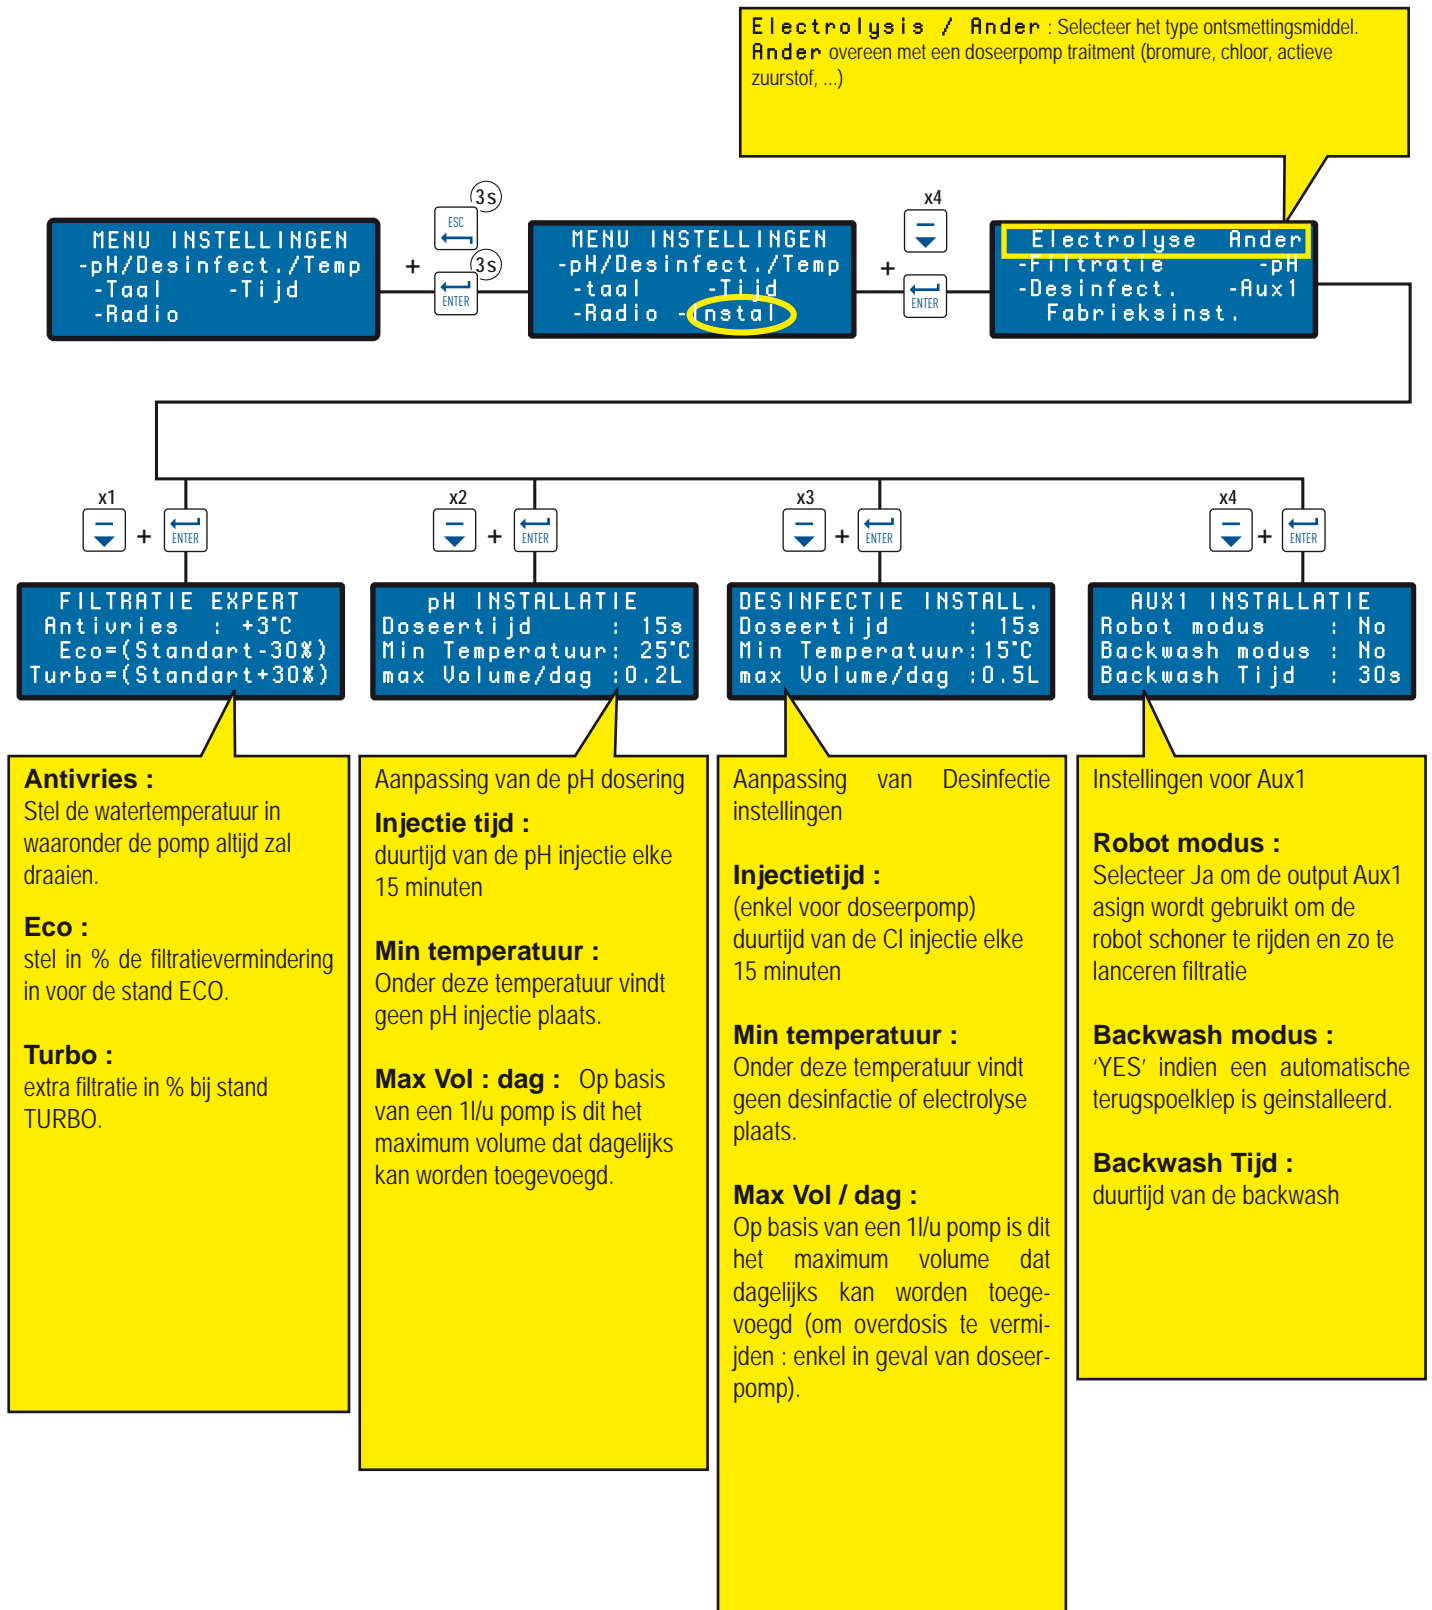 Electrolysis / Ander : Selecteer het type ontsmettingsmiddel.
Ander overeen met een doseerpomp traitment (bromure, chloor, actieve
zuurstof, ...)
MENU INSTELLINGEN
-pH/Desinfect./Temp
-Taal -Tijd
-Radio
+
3s
ESC
3s
ENTER
MENU INSTELLINGEN
-pH/Desinfect./Temp
-taal -Tijd
-Radio -Instal
x4
+
ENTER
Electrolyse Ander
-Filtratie -pH
-Desinfect. -Aux1
Fabrieksinst.
x1
+
ENTER
x2
+
ENTER
x3
+
ENTER
x4
+
ENTER
FILTRATIE EXPERT
Antivries : +3°C
Eco=(Standart-30%)
Turbo=(Standart+30%)
pH INSTALLATIE
Doseertijd : 15s
Min Temperatuur: 25°C
max Volume/dag :0.2L
DESINFECTIE INSTALL.
Doseertijd : 15s
Min Temperatuur:15°C
max Volume/dag :0.5L
AUX1 INSTALLATIE
Robot modus : No
Backwash modus : No
Backwash Tijd : 30s
Antivries :
Stel de watertemperatuur in
waaronder de pomp altijd zal
draaien.
Eco :
stel in % de filtratievermindering
in voor de stand ECO.
Turbo :
extra filtratie in % bij stand
TURBO.
Aanpassing van de pH dosering
Injectie tijd :
duurtijd van de pH injectie elke
15 minuten
Min temperatuur :
Onder deze temperatuur vindt
geen pH injectie plaats.
Max Vol : dag : Op basis
van een 1l/u pomp is dit het
maximum volume dat dagelijks
kan worden toegevoegd.
Aanpassing van Desinfectie
instellingen
Injectietijd :
(enkel voor doseerpomp)
duurtijd van de Cl injectie elke
15 minuten
Min temperatuur :
Onder deze temperatuur vindt
geen desinfactie of electrolyse
plaats.
Max Vol / dag :
Op basis van een 1l/u pomp is dit
het maximum volume dat
dagelijks kan worden toege-
voegd (om overdosis te vermi-
jden : enkel in geval van doseer-
pomp).
Instellingen voor Aux1
Robot modus :
Selecteer Ja om de output Aux1
asign wordt gebruikt om de
robot schoner te rijden en zo te
lanceren filtratie
Backwash modus :
'YES' indien een automatische
terugspoelklep is geinstalleerd.
Backwash Tijd :
duurtijd van de backwash